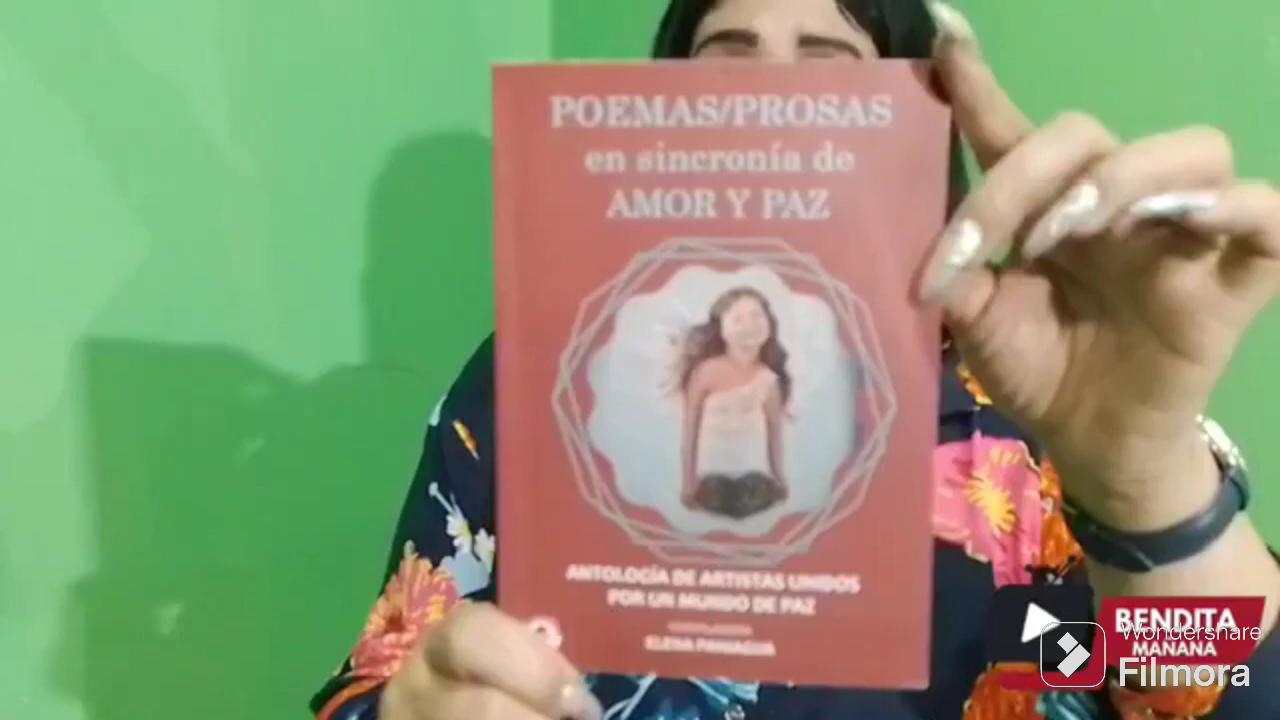 POEMAS/PROSAS
en sincronía de
AMOR Y PAZ
ANTOLOGÍA DE ARTISTAS UNIDOS
POR UN MUNDO DE PAZ
ELENA PANIAGUA
BENDITA
MAÑANA
Wondershare
Filmora